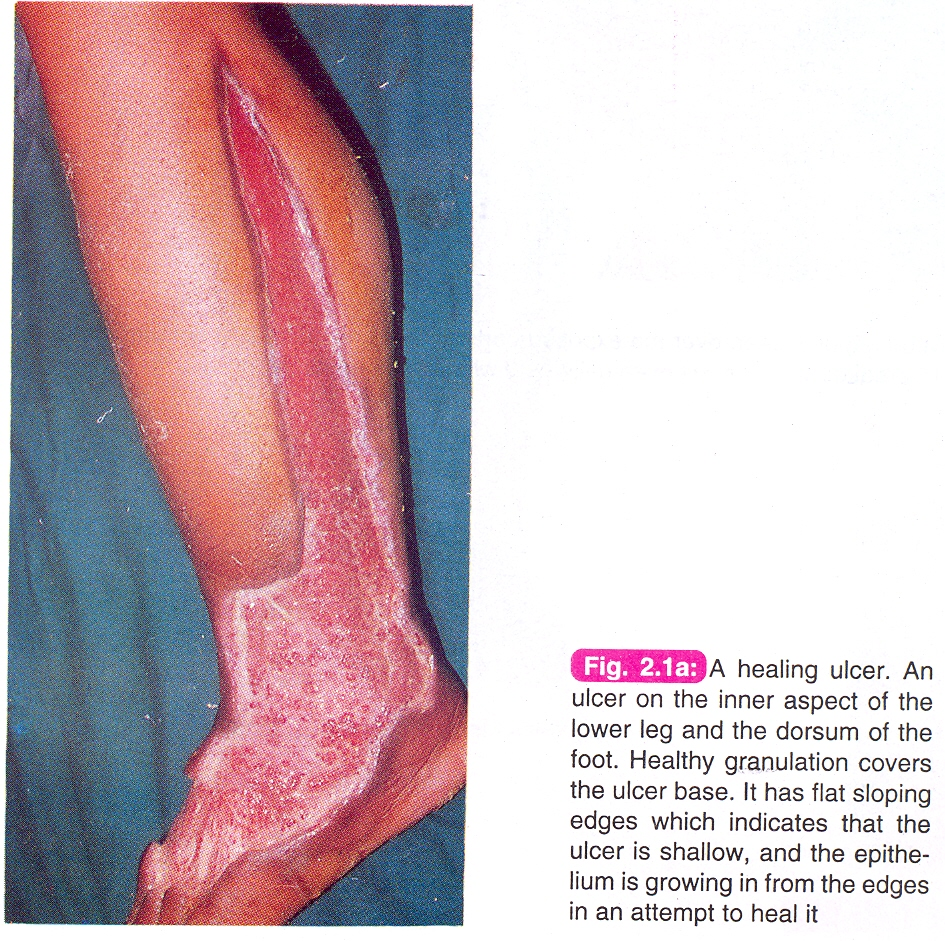 Fig. 2.1a: A healing ulcer. An
ulcer on the inner aspect of the
lower leg and the dorsum of the
foot. Healthy granulation covers
the ulcer base. It has flat sloping
edges which indicates that the
ulcer is shallow, and the epithe-
lium is growing in from the edges
in an attempt to heal it